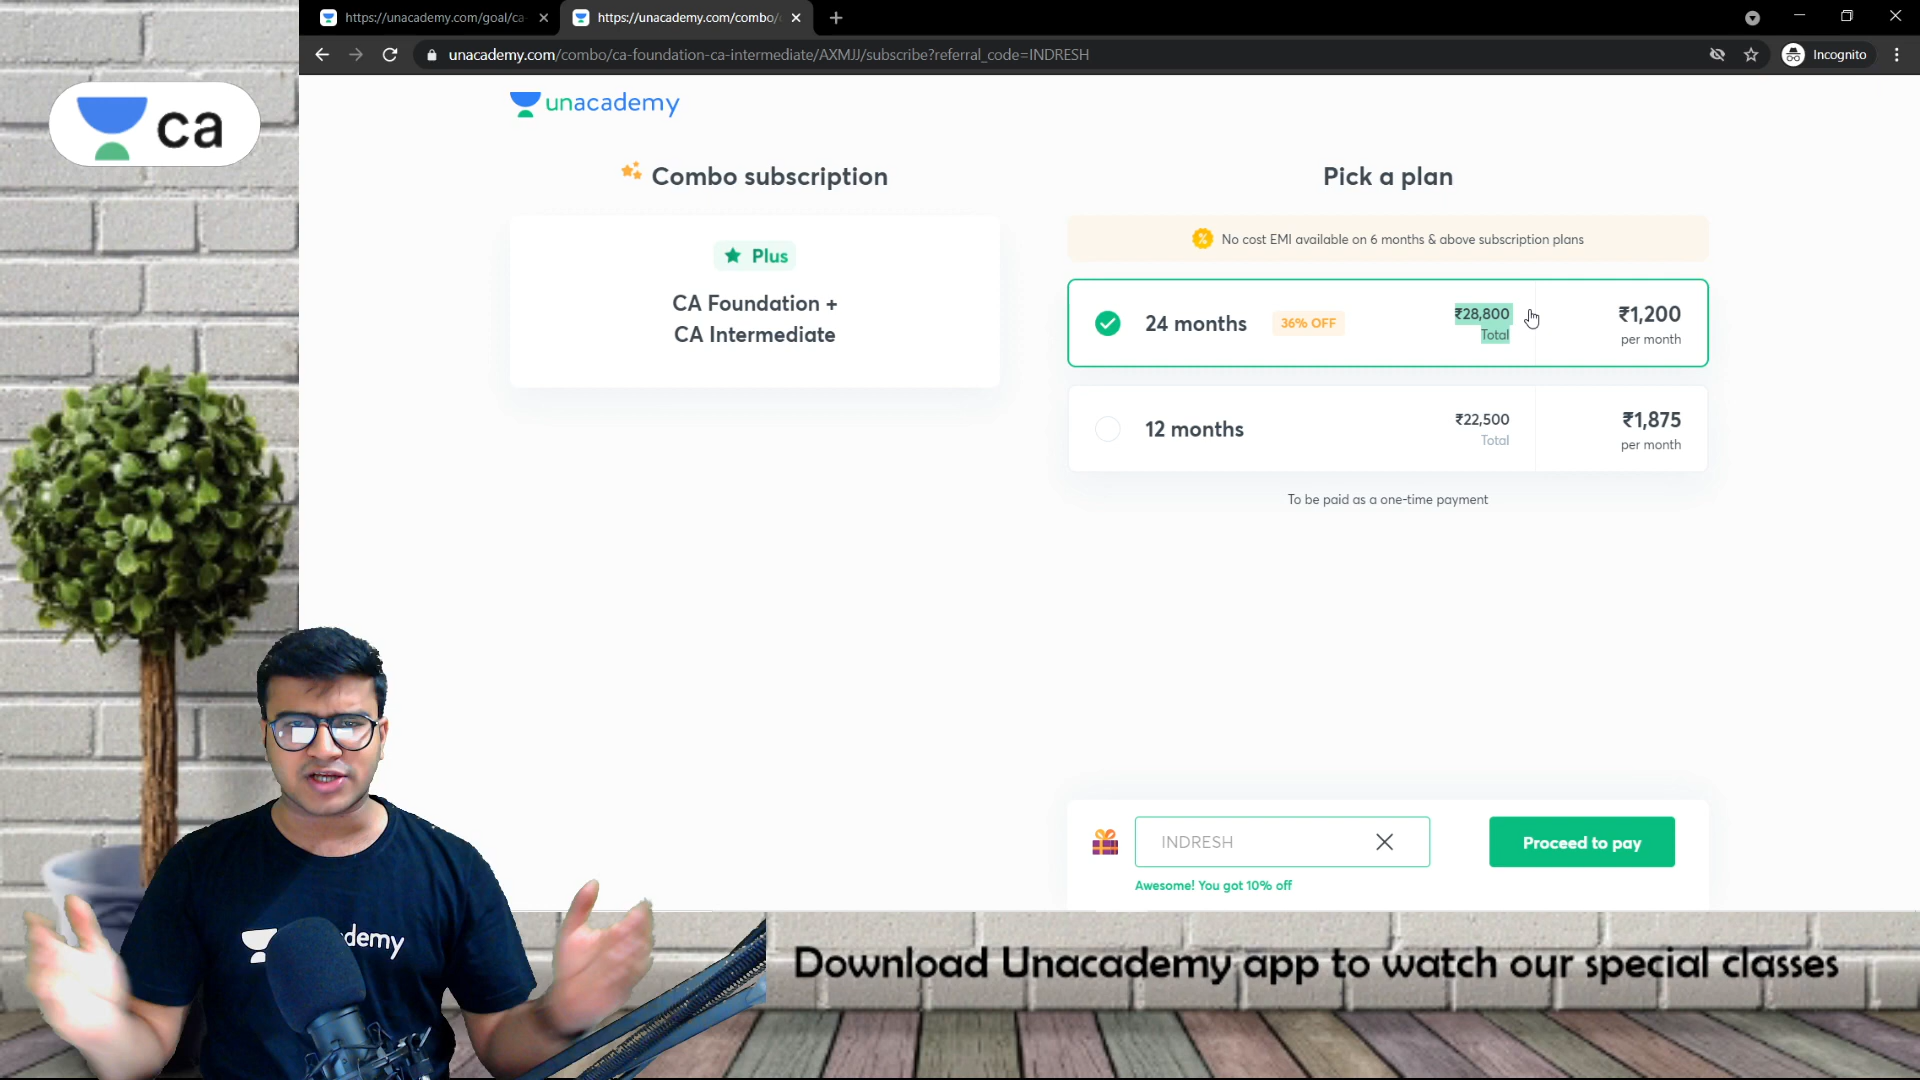 https://unacademy.com/goal/ca-
https://unacademy.com/combo/
unacademy.com/combo/ca-foundation-ca-intermediate/AXMJJ/subscribe?referral_code=INDRESH
Incognito
ca
unacademy
Combo subscription
Plus
CA Foundation +
CA Intermediate
Pick a plan
No cost EMI available on 6 months & above subscription plans
24 months
36% OFF
₹28,800
Total
₹1,200
per month
12 months
₹22,500
Total
₹1,875
per month
To be paid as a one-time payment
INDRESH
Awesome! You got 10% off
Proceed to pay
demy
Download Unacademy app to watch our special classes